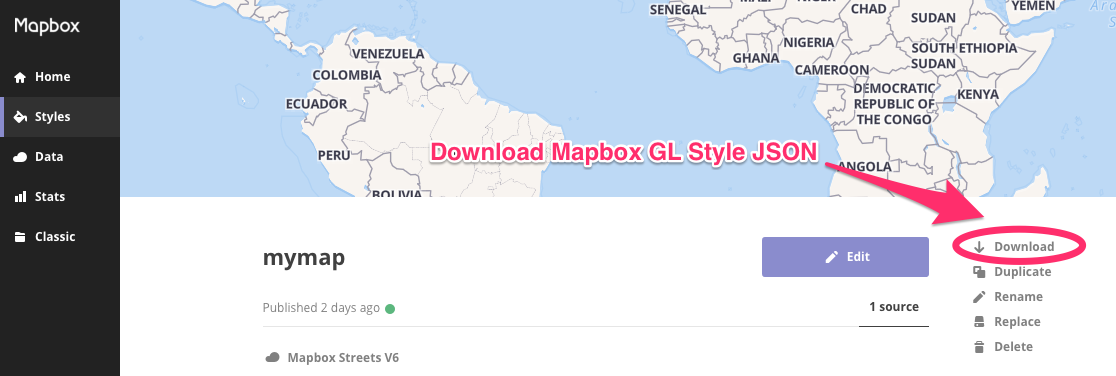 Mapbox
Home
Styles
Data
Stats
Classic
SENEGAL
CHAD
SUDAN
YEMEN
NIGERIA
SOUTH ETHIOPIA
SUDAN
GHANA
CAMEROON
VENEZUELA
COLOMBIA
ECUADOR
DEMOCRATIC
REPUBLIC OF
THE CONGO
KENYA
PERU
ANGOLA
BOLIVIA
Download Mapbox GL Style JSON
mymap
Edit
Published 2 days ago
1 source
Mapbox Streets V6
Download
Duplicate
Rename
Replace
Delete